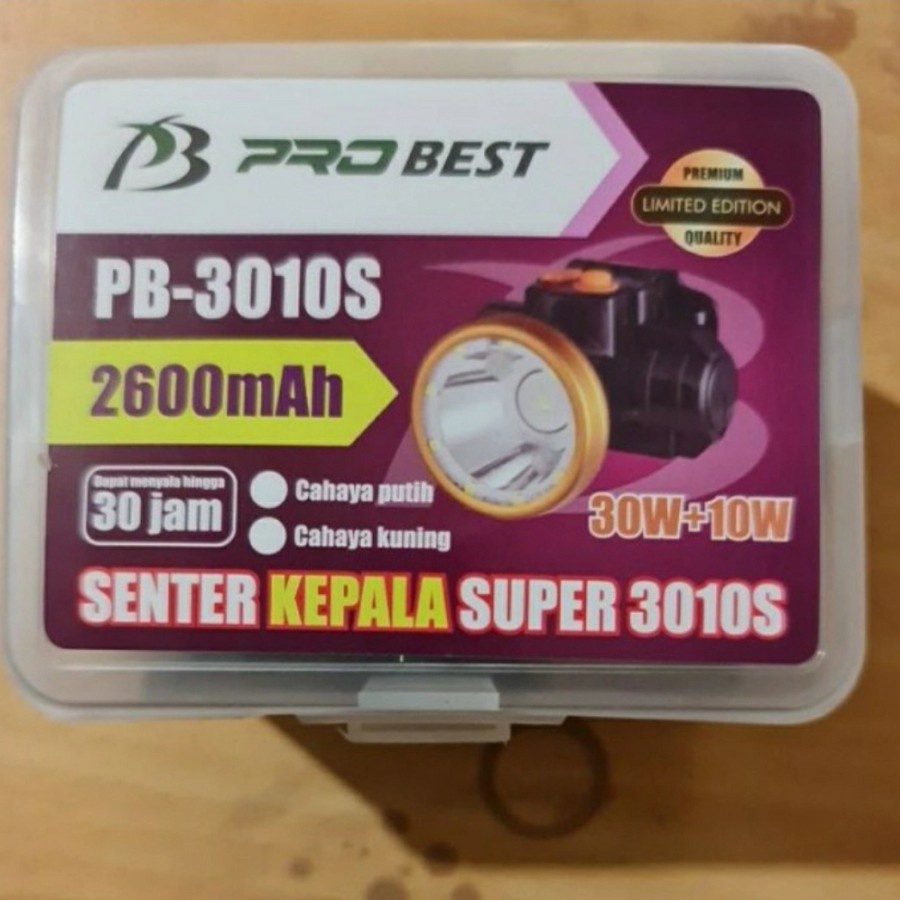 PB PRO BEST
PREMIUM
LIMITED EDITION
QUALITY
PB-3010S
2600mAh
Dapat menyala hingga
30 jam
Cahaya putih
Cahaya kuning
30W+10W
SENTER KEPALA SUPER 3010S